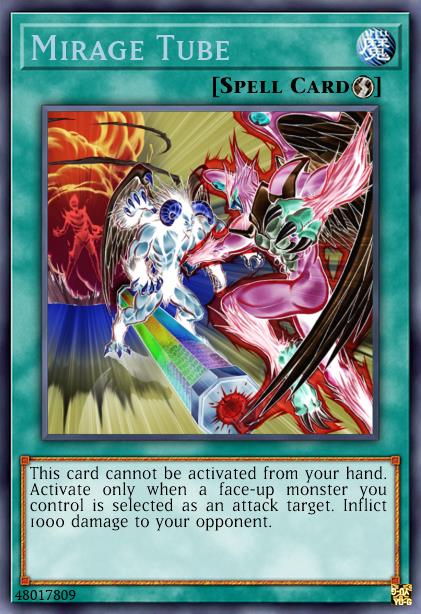 Mirage Tube
魔
[Spell Card]
This card cannot be activated from your hand.
Activate only when a face-up monster you
control is selected as an attack target. Inflict
1000 damage to your opponent.
48017809